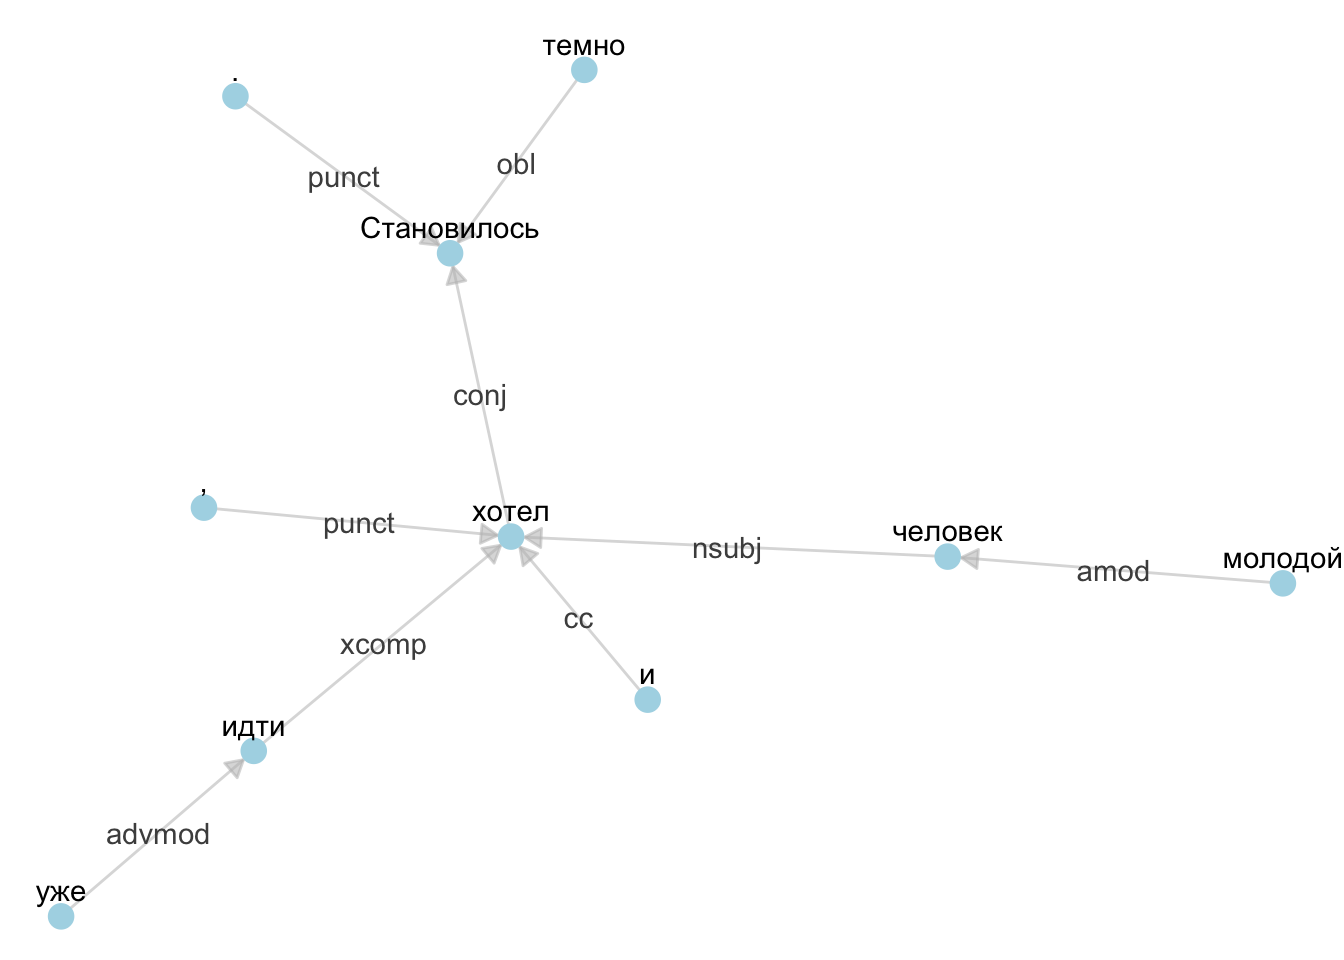 темно
.
obl
punct
Становилось
conj
,
хотел
punct
человек
nsubj
молодой
amod
cc
xcomp
и
идти
advmod
уже